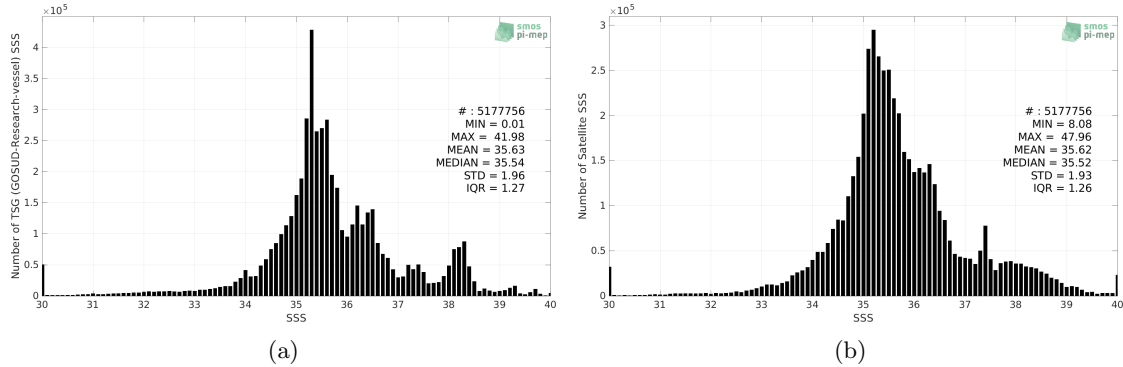 ×10⁵
smos
pi-mep
Number of TSG (GOSUD-Research-vessel) SSS
4
3.5
3
2.5
2
1.5
1
0.5
0
# : 5177756
MIN = 0.01
MAX = 41.98
MEAN = 35.63
MEDIAN = 35.54
STD = 1.96
IQR = 1.27
30 31 32 33 34 35 36 37 38 39 40
SSS
(a)
×10⁵
smos
pi-mep
Number of Satellite SSS
3
2.5
2
1.5
1
0.5
0
# : 5177756
MIN = 8.08
MAX = 47.96
MEAN = 35.62
MEDIAN = 35.52
STD = 1.93
IQR = 1.26
30 31 32 33 34 35 36 37 38 39 40
SSS
(b)